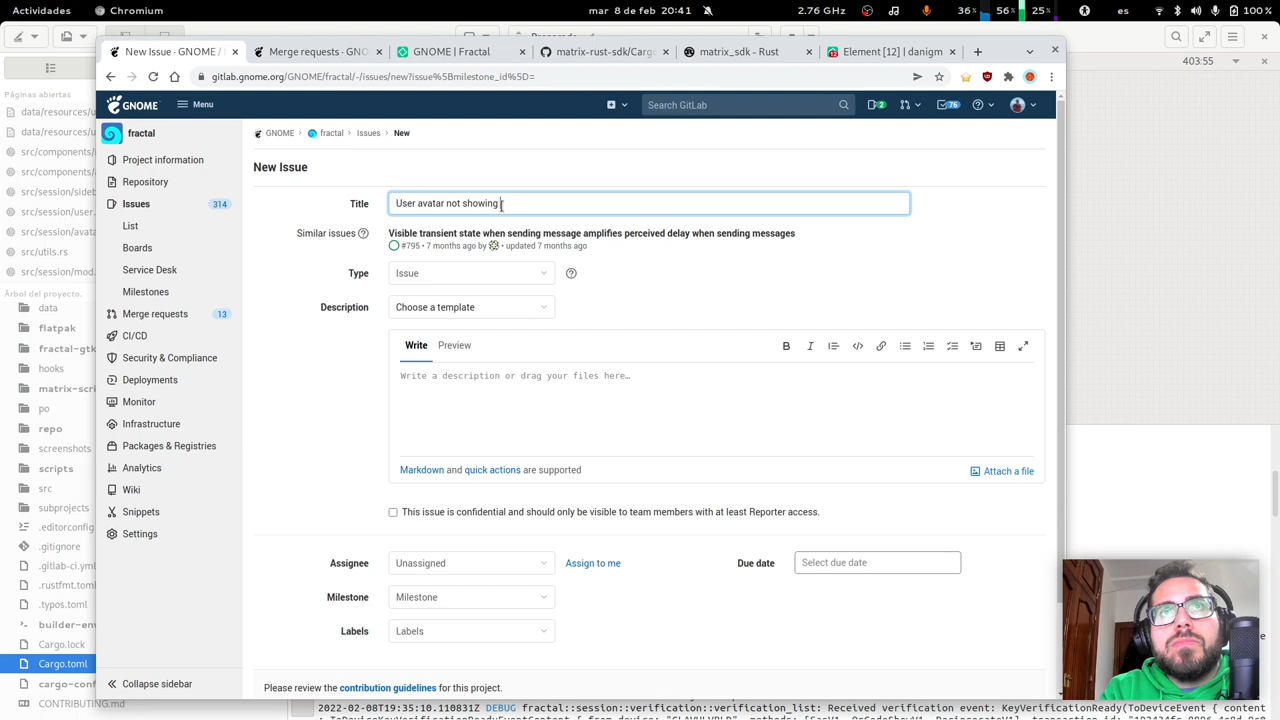 Actividades
Chromium
mar 8 de feb  20:41
2.76 GHz
es
36%
56%
100 %
403:55
New Issue · GNOME /
Merge requests · GNO
GNOME | Fractal
matrix-rust-sdk/Carg
matrix_sdk - Rust
Element [12] | danigm
gitlab.gnome.org/GNOME/fractal/-/issues/new?issue%5Bmilestone_id%5D=
GNOME
Menu
Search GitLab
2
76
Páginas abiertas
data/resources/u
data/resources/u
src/components/
src/components/
src/components/
src/session/sideb
src/session/user.
src/session/avata
src/utils.rs
src/session/mod.
Árbol del proyecto.
data
flatpak
fractal-gtk
hooks
matrix-scri
po
repo
screenshots
scripts
src
subprojects
.editorconfig
.gitignore
.gitlab-ci.yml
.rustfmt.toml
.typos.toml
builder-env
Cargo.lock
Cargo.toml
cargo-conf
CONTRIBUTING.md
fractal
Project information
Repository
Issues 314
List
Boards
Service Desk
Milestones
Merge requests 13
CI/CD
Security & Compliance
Deployments
Monitor
Infrastructure
Packages & Registries
Analytics
Wiki
Snippets
Settings
Collapse sidebar
GNOME > fractal > Issues > New
New Issue
Title User avatar not showing
Similar issues Visible transient state when sending message amplifies perceived delay when sending messages
#795 • 7 months ago by • updated 7 months ago
Type Issue
Description Choose a template
Write Preview
Write a description or drag your files here…
Markdown and quick actions are supported
Attach a file
This issue is confidential and should only be visible to team members with at least Reporter access.
Assignee Unassigned Assign to me Due date Select due date
Milestone Milestone
Labels Labels
Please review the contribution guidelines for this project.
2022-02-08T19:35:10.110831Z DEBUG fractal::session::verification::verification_list: Received verification event: KeyVerificationReady(ToDeviceEvent { content